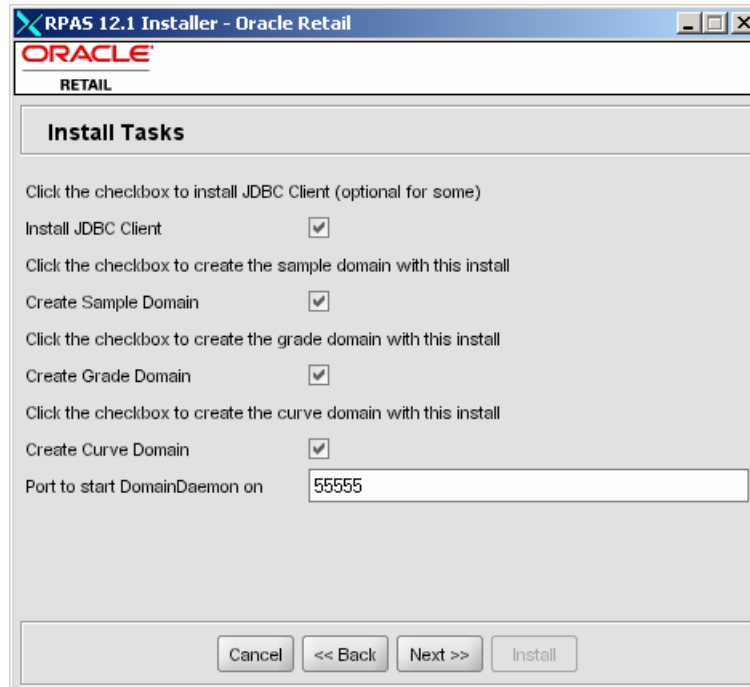 RPAS 12.1 Installer - Oracle Retail
ORACLE
RETAIL
Install Tasks
Click the checkbox to install JDBC Client (optional for some)
Install JDBC Client
Click the checkbox to create the sample domain with this install
Create Sample Domain
Click the checkbox to create the grade domain with this install
Create Grade Domain
Click the checkbox to create the curve domain with this install
Create Curve Domain
Port to start DomainDaemon on 55555
Cancel << Back Next >> Install